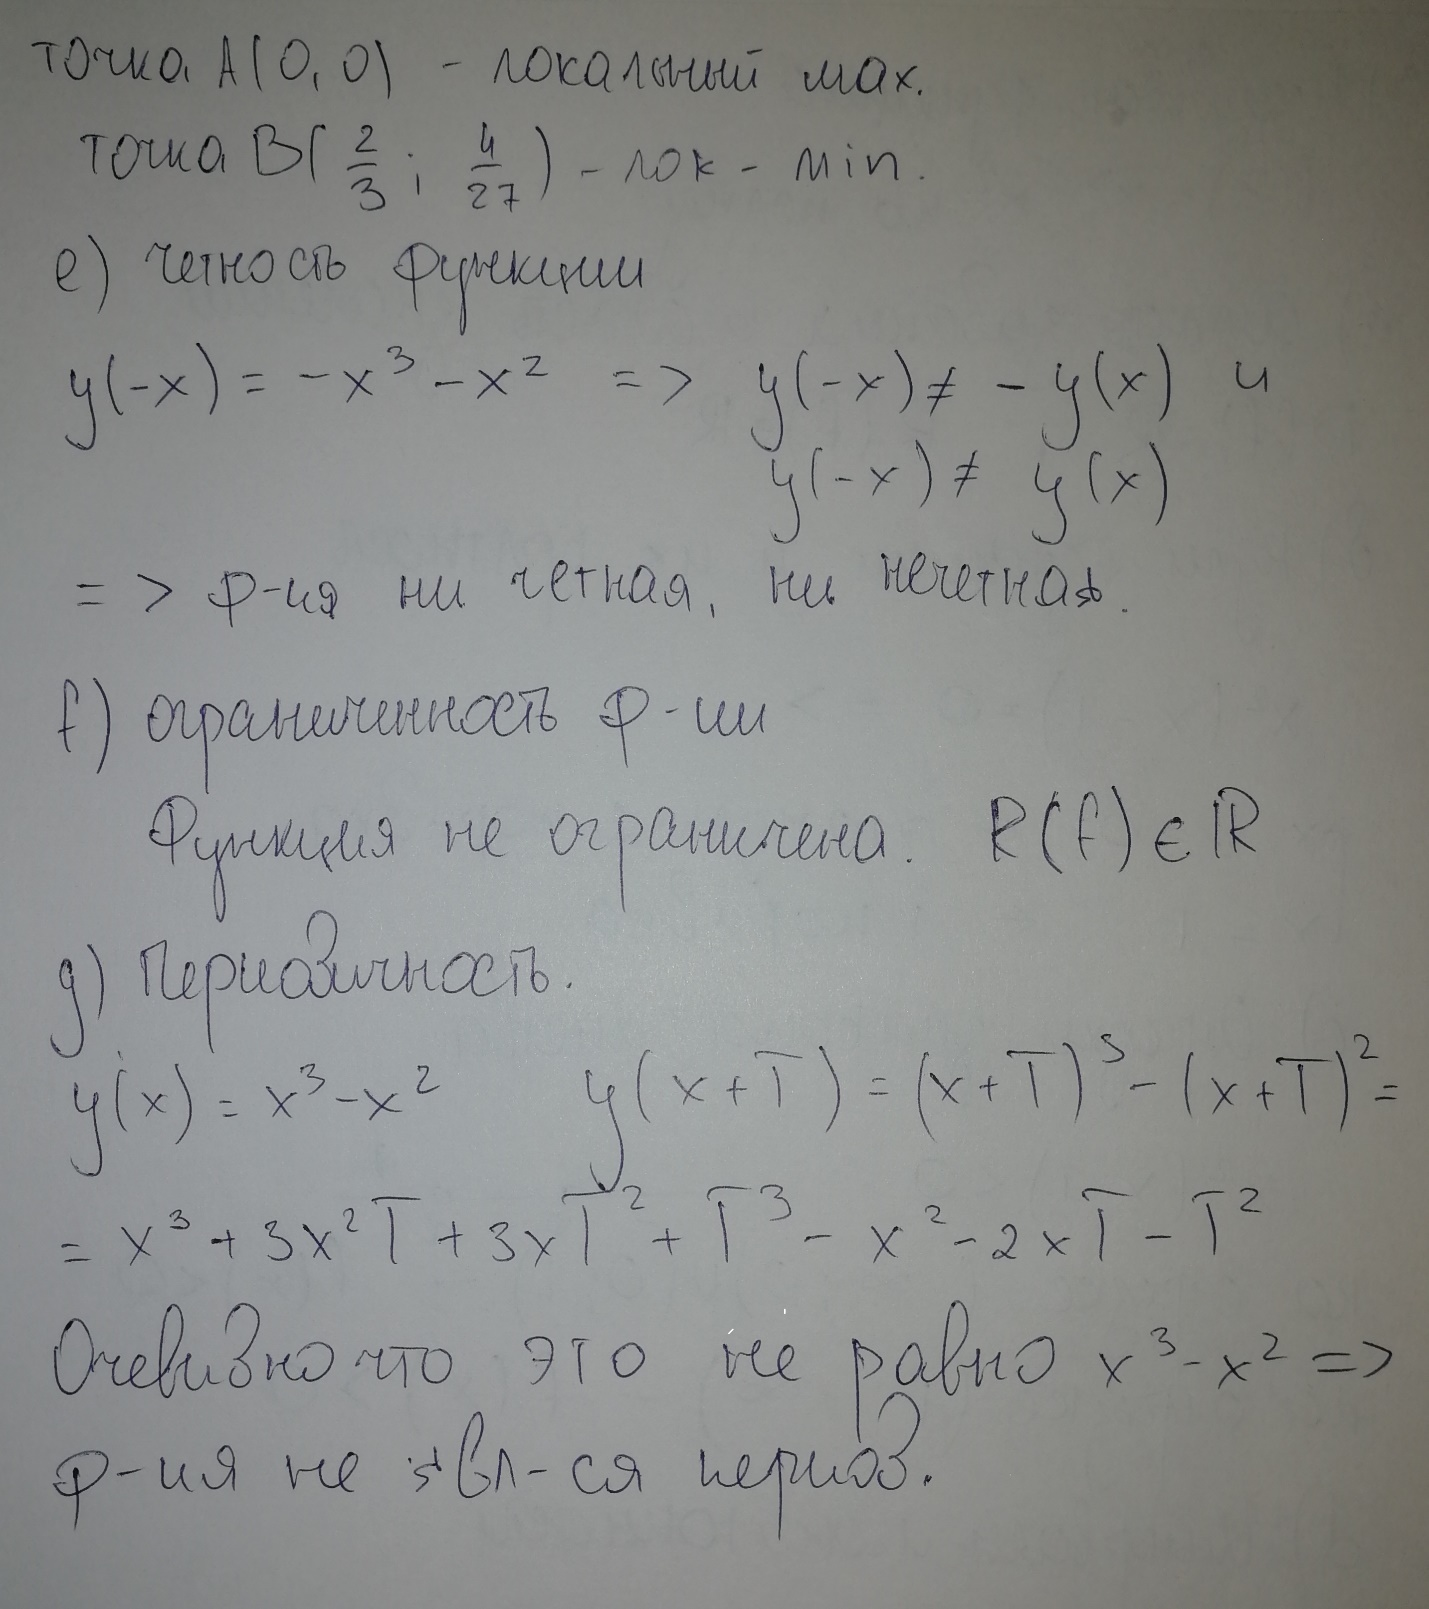 точка A(0, 0) - локальный max.
точка B(2/3; 4/27) - лок - min.
e) четность функции
y(-x) = -x³ - x² => y(-x) ≠ - y(x) и
y(-x) ≠ y(x)
=> ф-ия ни четная, ни нечетная.
f) ограниченность ф-ии
Функция не ограничена. R(f) ∈ ℝ
g) Периодичность.
y(x) = x³ - x² y(x+T) = (x+T)³ - (x+T)² =
= x³ + 3x²T + 3xT² + T³ - x² - 2xT - T²
Очевидно что это не равно x³ - x² =>
ф-ия не явл-ся период.